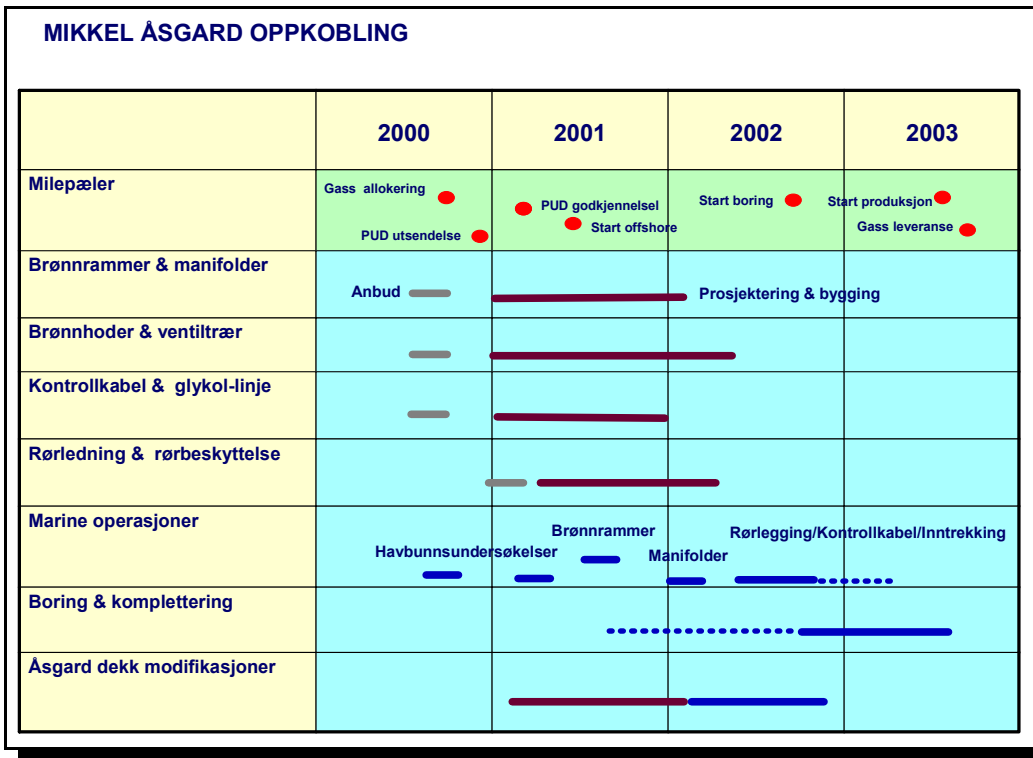 MIKKEL ÅSGARD OPPKOBLING
2000 2001 2002 2003
Milepæler
Gass allokering
PUD utsendelse
PUD godkjennelsel
Start offshore
Start boring
Start produksjon
Gass leveranse
Brønnrammer & manifolder
Anbud
Prosjektering & bygging
Brønnhoder & ventiltrær
Kontrollkabel & glykol-linje
Rørledning & rørbeskyttelse
Marine operasjoner
Brønnrammer
Rørlegging/Kontrollkabel/Inntrekking
Havbunnsundersøkelser
Manifolder
Boring & komplettering
Åsgard dekk modifikasjoner